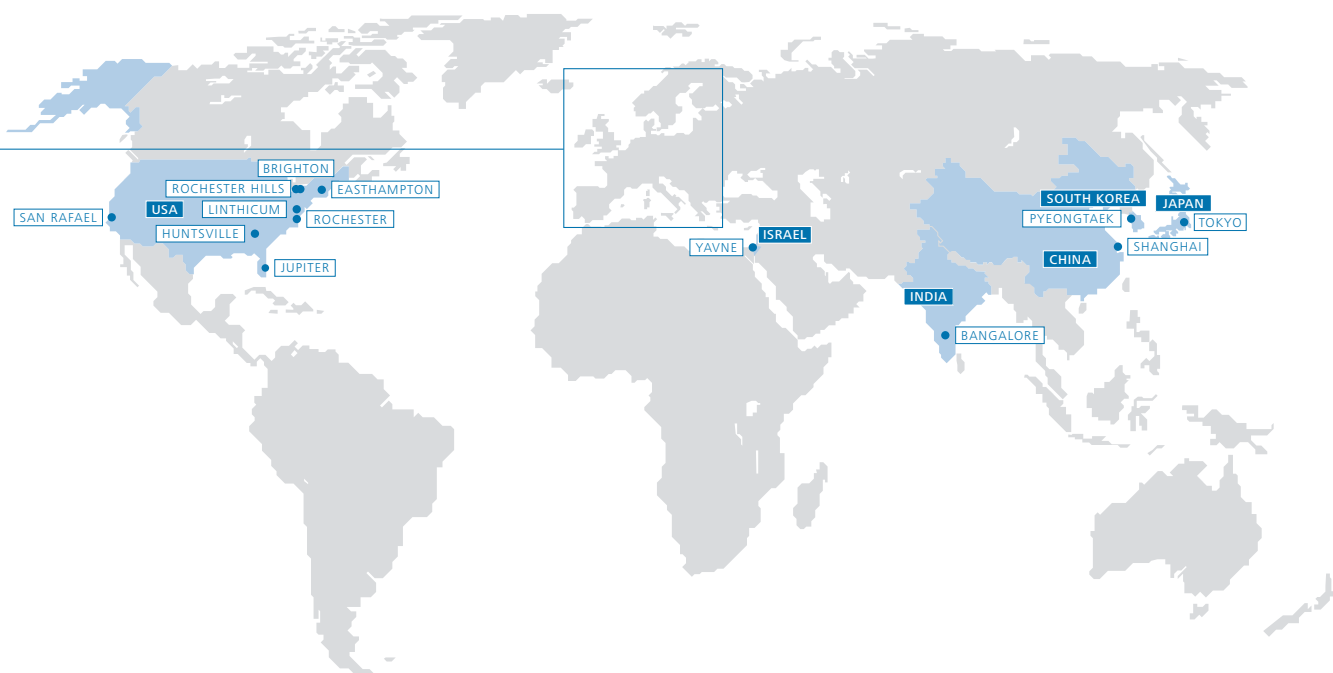 BRIGHTON
ROCHESTER HILLS
EASTHAMPTON
USA
LINTHICUM
SAN RAFAEL
ROCHESTER
HUNTSVILLE
JUPITER
ISRAEL
YAVNE
SOUTH KOREA
JAPAN
PYEONGTAEK
TOKYO
SHANGHAI
CHINA
INDIA
BANGALORE